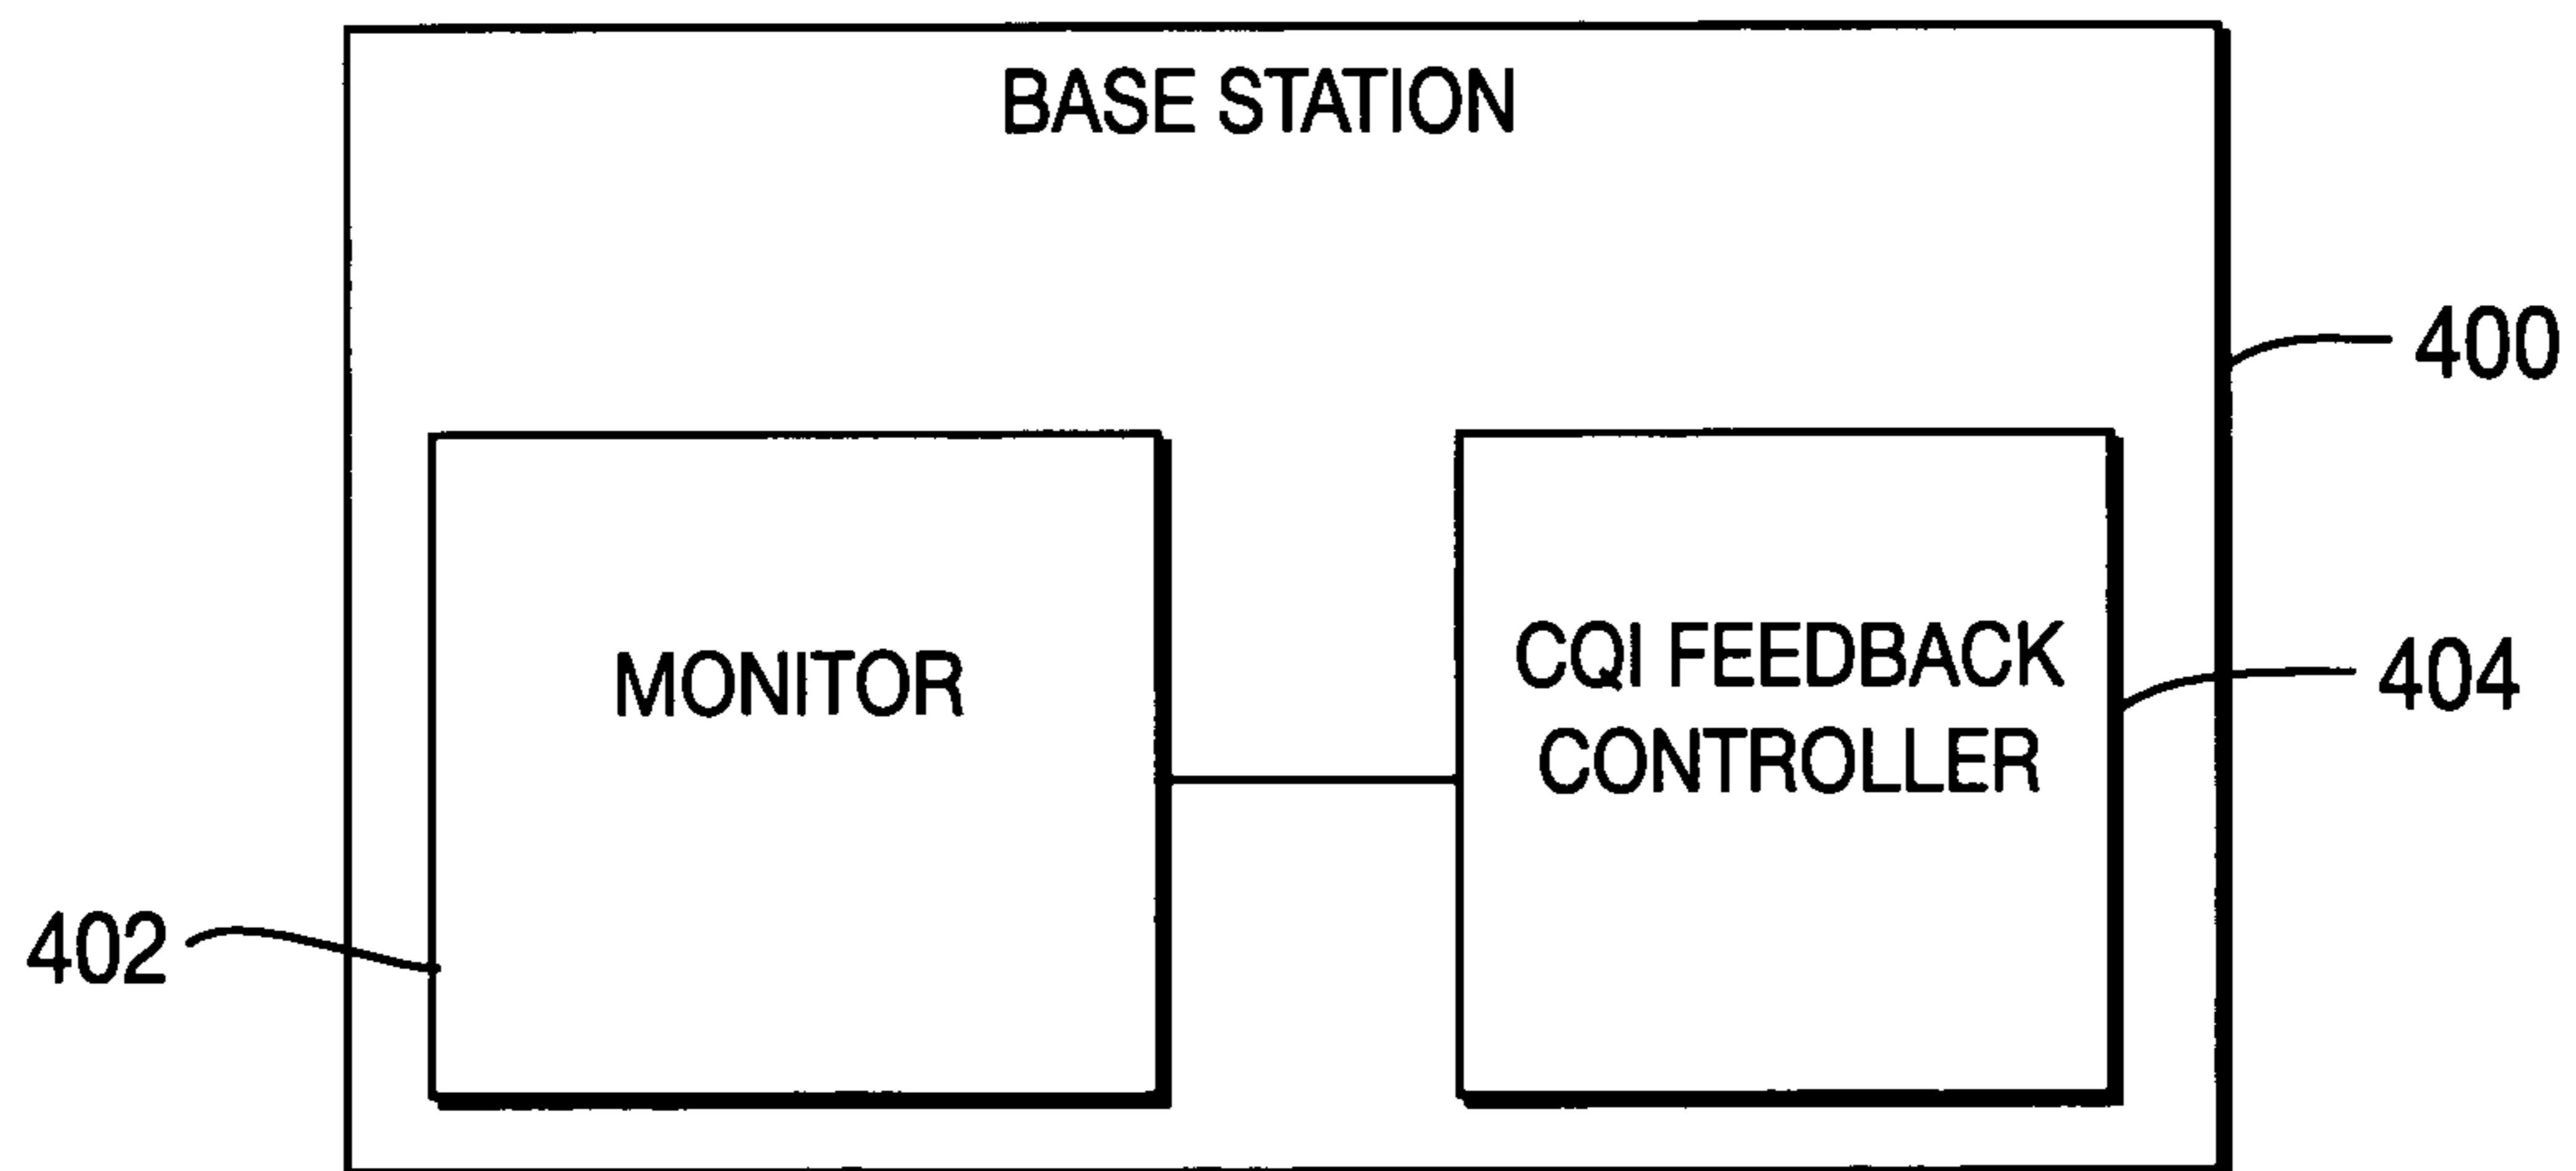 BASE STATION
400
MONITOR
CQI FEEDBACK
CONTROLLER
404
402